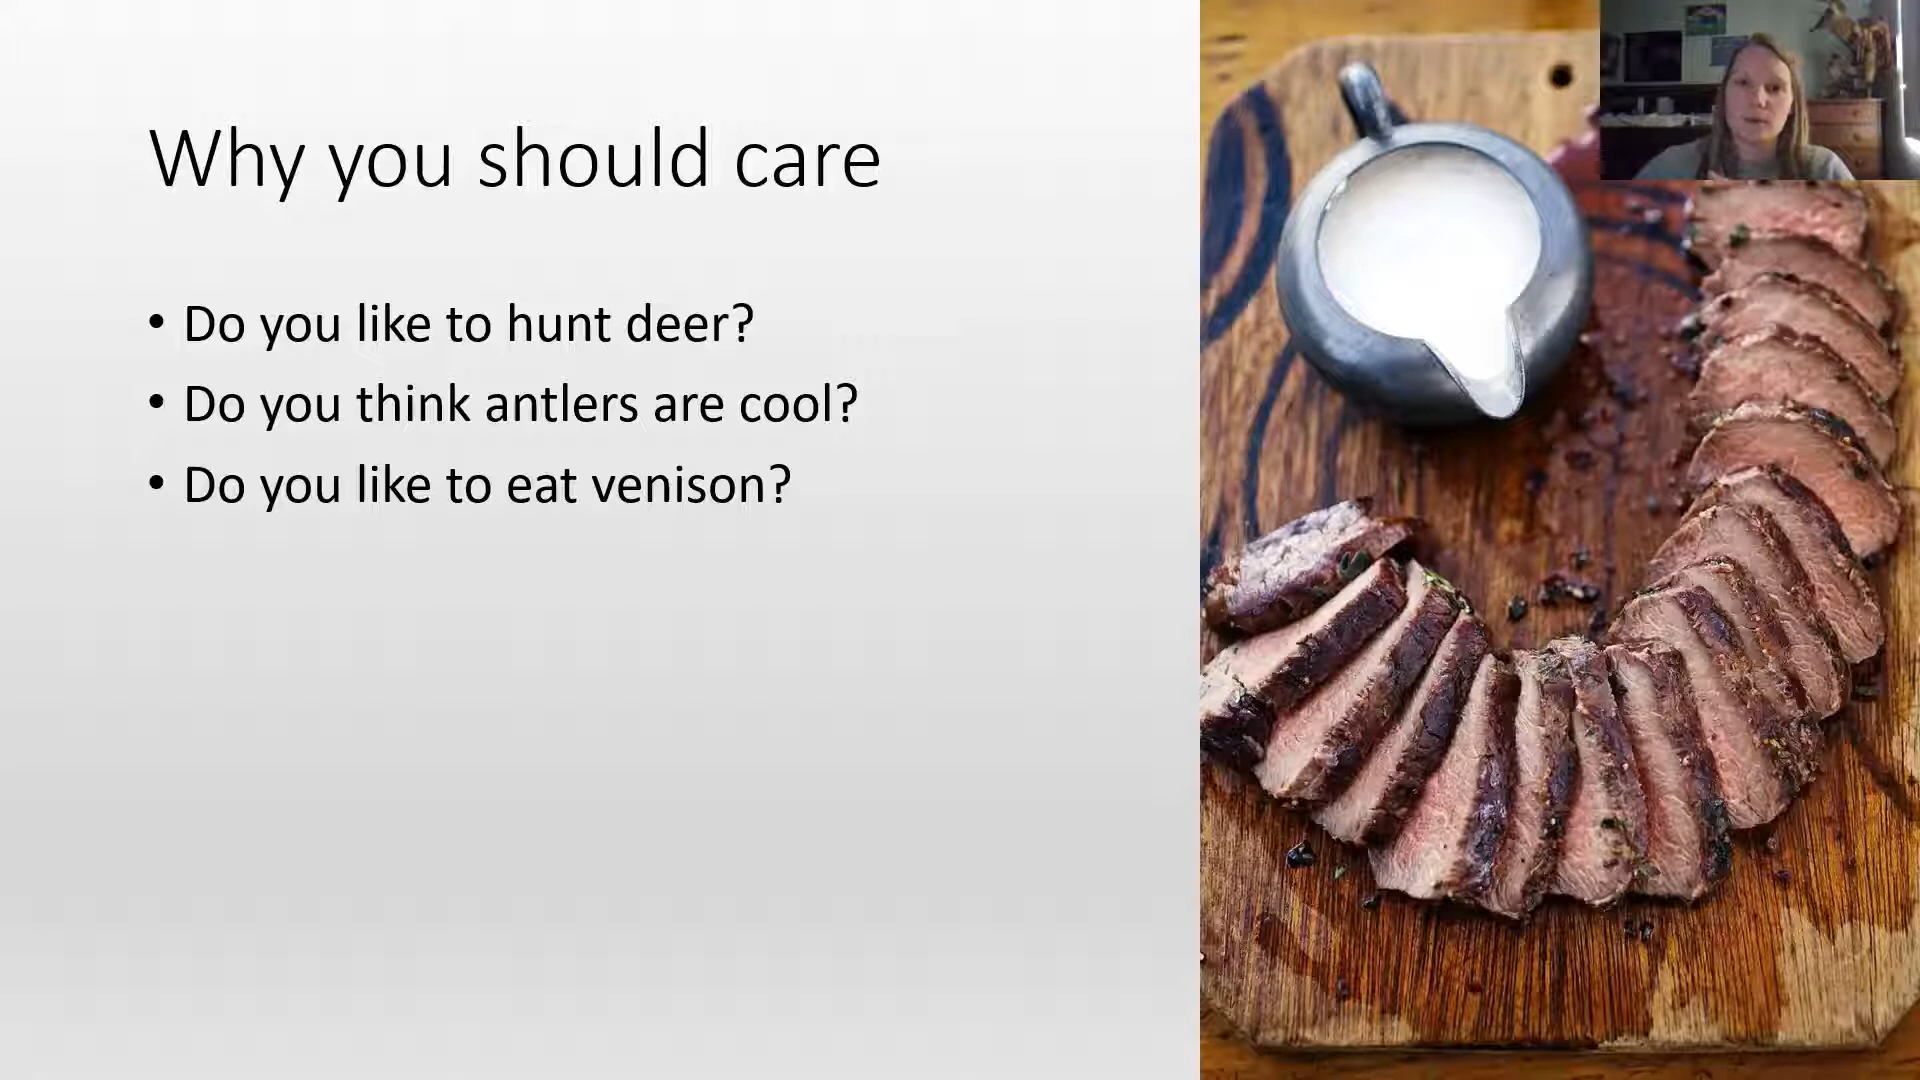 Why you should care
• Do you like to hunt deer?
• Do you think antlers are cool?
• Do you like to eat venison?